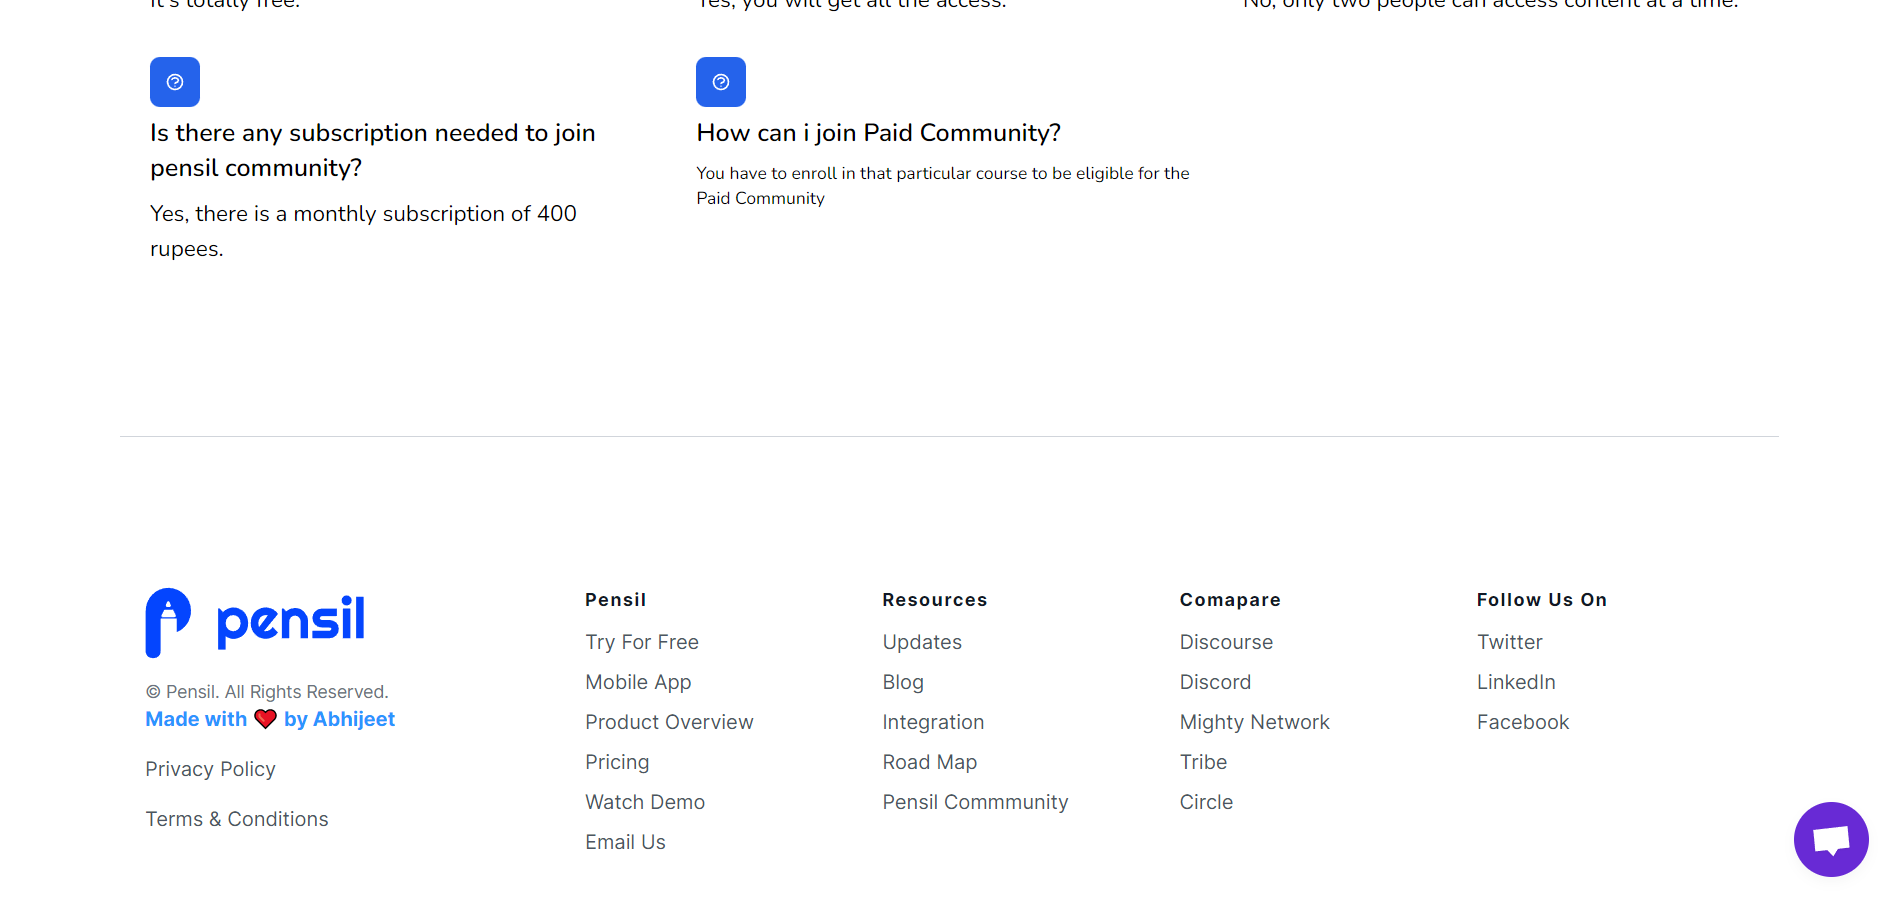 It's totally free.
Yes, you will get all the access.
No, only two people can access content at a time.
Is there any subscription needed to join
pensil community?
Yes, there is a monthly subscription of 400
rupees.
How can i join Paid Community?
You have to enroll in that particular course to be eligible for the
Paid Community
pensil
© Pensil. All Rights Reserved.
Made with ❤️ by Abhijeet
Privacy Policy
Terms & Conditions
Pensil
Try For Free
Mobile App
Product Overview
Pricing
Watch Demo
Email Us
Resources
Updates
Blog
Integration
Road Map
Pensil Commmunity
Comapare
Discourse
Discord
Mighty Network
Tribe
Circle
Follow Us On
Twitter
LinkedIn
Facebook